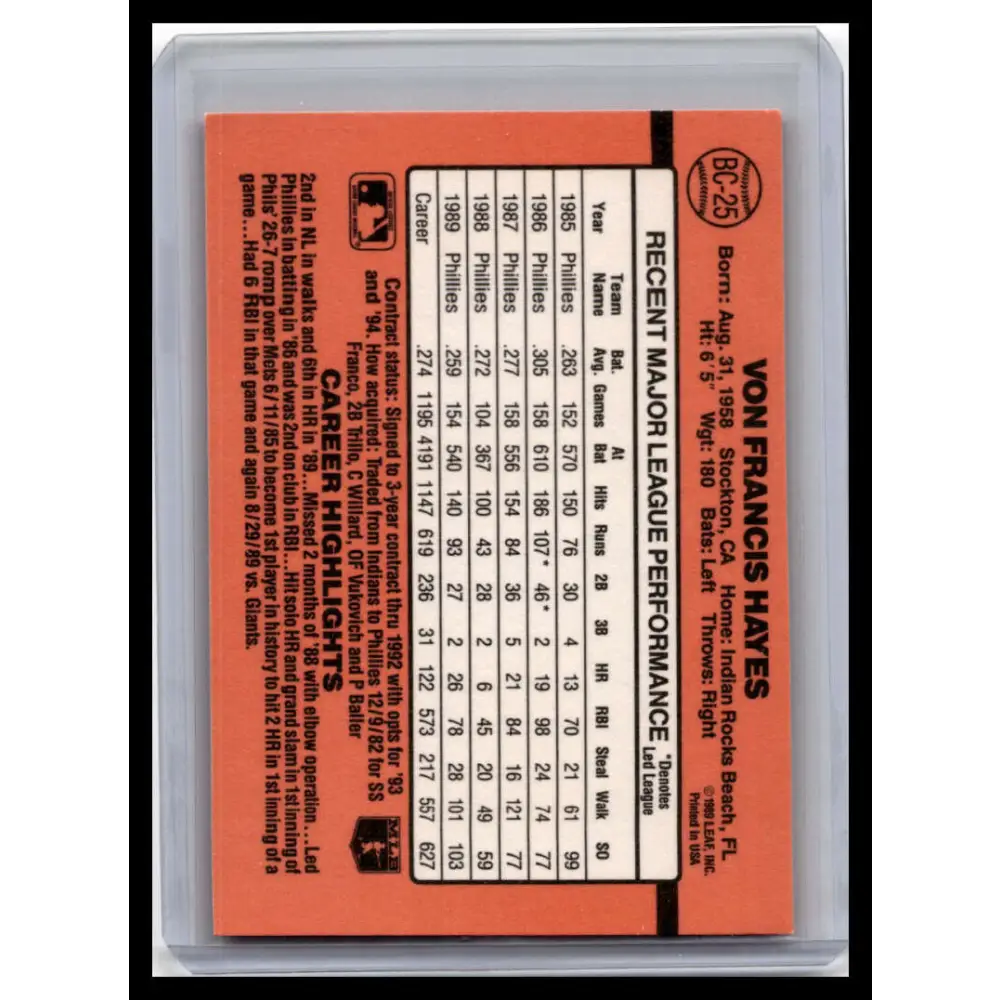 BC-25
VON FRANCIS HAYES
Born: Aug. 31, 1958 Stockton, CA Home: Indian Rocks Beach, FL
Ht: 6'5" Wgt: 180 Bats: Left Throws: Right
© 1989 LEAF, INC.
Printed in USA
RECENT MAJOR LEAGUE PERFORMANCE *Denotes Led League
Year Team Name Bat. Avg. Games At Bat Hits Runs 2B 3B HR RBI Steal Walk SO
1985 Phillies .263 152 570 150 76 30 4 13 70 21 61 99
1986 Phillies .305 158 610 186 107* 46* 2 19 98 24 74 77
1987 Phillies .277 158 556 154 84 36 5 21 84 16 121 77
1988 Phillies .272 104 367 100 43 28 2 6 45 20 49 59
1989 Phillies .259 154 540 140 93 27 2 26 78 28 101 103
Career .274 1195 4191 1147 619 236 31 122 573 217 557 627
Contract status: Signed to 3-year contract thru 1992 with opts for '93
and '94. How acquired: Traded from Indians to Phillies 12/9/82 for SS
Franco, 2B Trillo, C Willard, OF Vukovich and P Baller
MLB
CAREER HIGHLIGHTS
2nd in NL in walks and 6th in HR in '89...Missed 2 months of '88 with elbow operation...Led
Phillies in batting in '86 and was 2nd on club in RBI...Hit solo HR and grand slam in 1st inning of
Phils' 26-7 romp over Mets 6/11/85 to become 1st player in history to hit 2 HR in 1st inning of a
game...Had 6 RBI in that game and again 8/29/89 vs. Giants.